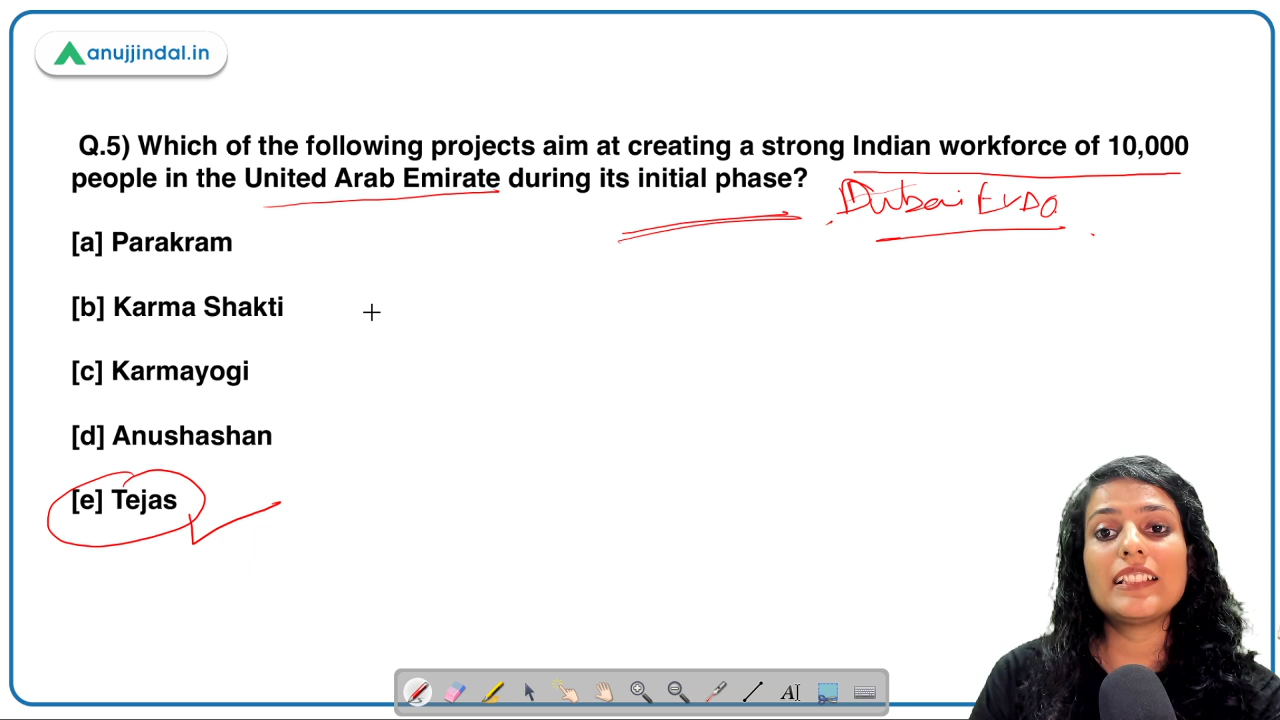 anujjindal.in
Q.5) Which of the following projects aim at creating a strong Indian workforce of 10,000
people in the United Arab Emirate during its initial phase?
Dubai EXPO
[a] Parakram
[b] Karma Shakti
[c] Karmayogi
[d] Anushashan
[e] Tejas